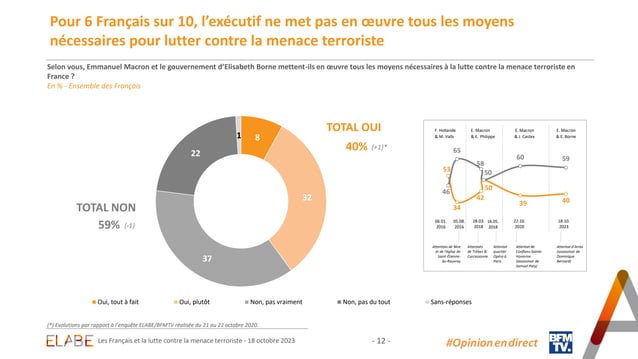 Pour 6 Français sur 10, l’exécutif ne met pas en œuvre tous les moyens
nécessaires pour lutter contre la menace terroriste
Selon vous, Emmanuel Macron et le gouvernement d’Elisabeth Borne mettent-ils en œuvre tous les moyens nécessaires à la lutte contre la menace terroriste en
France ?
En % - Ensemble des Français
1
8
22
32
37
TOTAL OUI
40% (+1)*
TOTAL NON
59% (-1)
F. Hollande & M. Valls
E. Macron & E. Philippe
E. Macron & J. Castex
E. Macron & E. Borne
65
58
60
59
53
50
46
50
34
42
39
40
06.01. 2016
05.08. 2016
28.03. 2018
16.05. 2018
22.10. 2020
18.10. 2023
Attentats de Nice et de l’église de Saint-Étienne-du-Rouvray
Attentats de Trèbes & Carcassonne
Attentat quartier Opéra à Paris
Attentat de Conflans-Sainte-Honorine (assassinat de Samuel Paty)
Attentat d’Arras (assassinat de Dominique Bernard)
Oui, tout à fait
Oui, plutôt
Non, pas vraiment
Non, pas du tout
Sans-réponses
(*) Evolutions par rapport à l’enquête ELABE/BFMTV réalisée du 21 au 22 octobre 2020.
ELABE
Les Français et la lutte contre la menace terroriste - 18 octobre 2023
- 12 -
#Opinionendirect
BFM
TV.